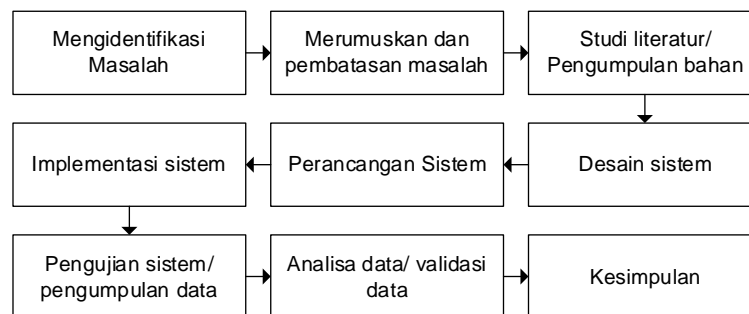 Mengidentifikasi
Masalah
Merumuskan dan
pembatasan masalah
Studi literatur/
Pengumpulan bahan
Implementasi sistem
Perancangan Sistem
Desain sistem
Pengujian sistem/
pengumpulan data
Analisa data/ validasi
data
Kesimpulan